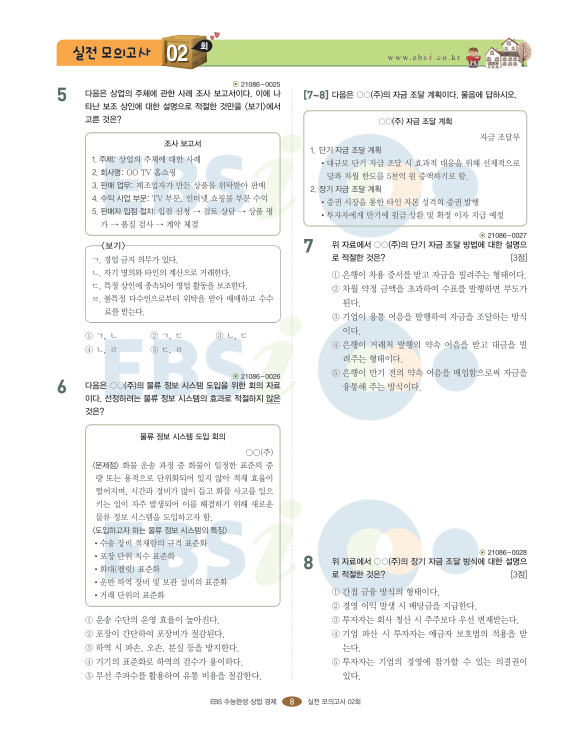 실전 모의고사 02 회
www.ebsi.co.kr
21086-0025
5 다음은 상업의 주체에 관한 사례 조사 보고서이다. 이에 나
타난 보조 상인에 대한 설명으로 적절한 것만을 <보기>에서
고른 것은?
조사 보고서
1. 주제: 상업의 주체에 대한 사례
2. 회사명: OO TV 홈쇼핑
3. 판매 업무: 제조업자가 만든 상품을 위탁받아 판매
4. 수익 사업 부문: TV 부문, 인터넷 쇼핑몰 부문 수익
5. 판매자 입점 절차: 입점 신청 → 검토 상담 → 상품 평
가 → 품질 검사 → 계약 체결
<보기>
ㄱ. 경업 금지 의무가 있다.
ㄴ. 자기 명의와 타인의 계산으로 거래한다.
ㄷ. 특정 상인에 종속되어 영업 활동을 보조한다.
ㄹ. 불특정 다수인으로부터 위탁을 받아 매매하고 수수
료를 받는다.
① ㄱ, ㄴ ② ㄱ, ㄷ ③ ㄴ, ㄷ
④ ㄴ, ㄹ ⑤ ㄷ, ㄹ
21086-0026
6 다음은 ○○(주)의 물류 정보 시스템 도입을 위한 회의 자료
이다. 선정하려는 물류 정보 시스템의 효과로 적절하지 않은
것은?
물류 정보 시스템 도입 회의
○○(주)
<문제점> 화물 운송 과정 중 화물이 일정한 표준의 중
량 또는 용적으로 단위화되어 있지 않아 적재 효율이
떨어지며, 시간과 경비가 많이 들고 화물 사고를 일으
키는 일이 자주 발생되어 이를 해결하기 위해 새로운
물류 정보 시스템을 도입하고자 함.
<도입하고자 하는 물류 정보 시스템의 특징>
• 수송 장비 적재함의 규격 표준화
• 포장 단위 치수 표준화
• 화대(팰릿) 표준화
• 운반 하역 장비 및 보관 설비의 표준화
• 거래 단위의 표준화
① 운송 수단의 운영 효율이 높아진다.
② 포장이 간단하여 포장비가 절감된다.
③ 하역 시 파손, 오손, 분실 등을 방지한다.
④ 기기의 표준화로 하역의 검수가 용이하다.
⑤ 무선 주파수를 활용하여 유통 비용을 절감한다.
[7~8] 다음은 ○○(주)의 자금 조달 계획이다. 물음에 답하시오.
○○(주) 자금 조달 계획
자금 조달부
1. 단기 자금 조달 계획
• 대규모 단기 자금 조달 시 효과적 대응을 위해 선제적으로
당좌 차월 한도를 5천억 원 증액하기로 함.
2. 장기 자금 조달 계획
• 증권 시장을 통한 타인 자본 성격의 증권 발행
• 투자자에게 만기에 원금 상환 및 확정 이자 지급 예정
21086-0027
7 위 자료에서 ○○(주)의 단기 자금 조달 방법에 대한 설명으
로 적절한 것은? [3점]
① 은행이 차용 증서를 받고 자금을 빌려주는 형태이다.
② 차월 약정 금액을 초과하여 수표를 발행하면 부도가
된다.
③ 기업이 융통 어음을 발행하여 자금을 조달하는 방식
이다.
④ 은행이 거래처 발행의 약속 어음을 받고 대금을 빌
려주는 형태이다.
⑤ 은행이 만기 전의 약속 어음을 매입함으로써 자금을
융통해 주는 방식이다.
21086-0028
8 위 자료에서 ○○(주)의 장기 자금 조달 방식에 대한 설명으
로 적절한 것은? [3점]
① 간접 금융 방식의 형태이다.
② 경영 이익 발생 시 배당금을 지급한다.
③ 투자자는 회사 청산 시 주주보다 우선 변제받는다.
④ 기업 파산 시 투자자는 예금자 보호법의 적용을 받
는다.
⑤ 투자자는 기업의 경영에 참가할 수 있는 의결권이
있다.
EBS 수능완성 상업 경제 8 실전 모의고사 02회